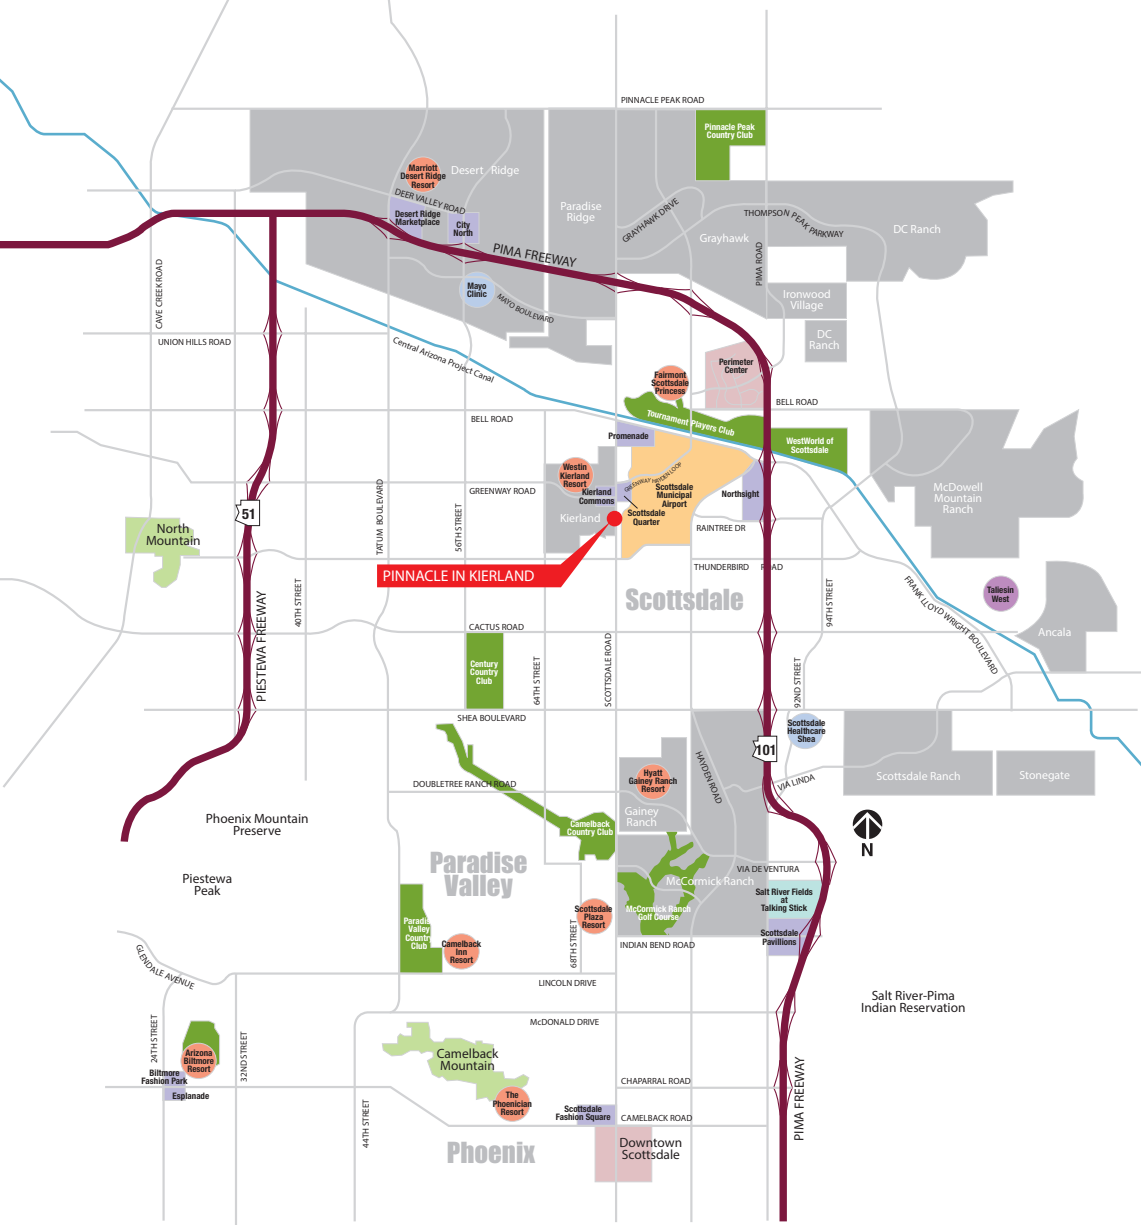 PINNACLE PEAK ROAD
Pinnacle Peak
Country Club
Marriott
Desert Ridge
Resort
Desert Ridge
DEER VALLEY ROAD
Desert Ridge
Marketplace
City
North
Paradise
Ridge
GRAYHAWK DRIVE
Grayhawk
THOMPSON PEAK PARKWAY
DC Ranch
PIMA FREEWAY
PIMA ROAD
Mayo
Clinic
MAYO BOULEVARD
Ironwood
Village
DC
Ranch
CAVE CREEK ROAD
UNION HILLS ROAD
Central Arizona Project Canal
Perimeter
Center
Fairmont
Scottsdale
Princess
BELL ROAD
BELL ROAD
Tournament Players Club
Promenade
WestWorld of
Scottsdale
Westin
Kierland
Resort
GREENWAY HAYDEN LOOP
GREENWAY ROAD
Kierland
Commons
Scottsdale
Municipal
Airport
Northsight
McDowell
Mountain
Ranch
TATUM BOULEVARD
56TH STREET
51
Kierland
Scottsdale
Quarter
RAINTREE DR
North
Mountain
THUNDERBIRD ROAD
PINNACLE IN KIERLAND
40TH STREET
PIESTEWA FREEWAY
Scottsdale
94TH STREET
FRANK LLOYD WRIGHT BOULEVARD
Taliesin
West
Ancala
CACTUS ROAD
Century
Country
Club
64TH STREET
SCOTTSDALE ROAD
92ND STREET
SHEA BOULEVARD
Scottsdale
Healthcare
Shea
101
HAYDEN ROAD
Hyatt
Gainey Ranch
Resort
DOUBLETREE RANCH ROAD
VIA LINDA
Scottsdale Ranch
Stonegate
Gainey
Ranch
Phoenix Mountain
Preserve
Camelback
Country Club
N
Paradise
Valley
Piestewa
Peak
VIA DE VENTURA
McCormick Ranch
Salt River Fields
at
Talking Stick
McCormick Ranch
Golf Course
Paradise
Valley
Country
Club
Scottsdale
Plaza
Resort
68TH STREET
Scottsdale
Pavillions
Camelback
Inn
Resort
INDIAN BEND ROAD
GLENDALE AVENUE
LINCOLN DRIVE
Salt River-Pima
Indian Reservation
McDONALD DRIVE
24TH STREET
32ND STREET
Arizona
Biltmore
Resort
Camelback
Mountain
Biltmore
Fashion Park
Esplanade
CHAPARRAL ROAD
The
Phoenician
Resort
44TH STREET
Scottsdale
Fashion Square
CAMELBACK ROAD
PIMA FREEWAY
Phoenix
Downtown
Scottsdale